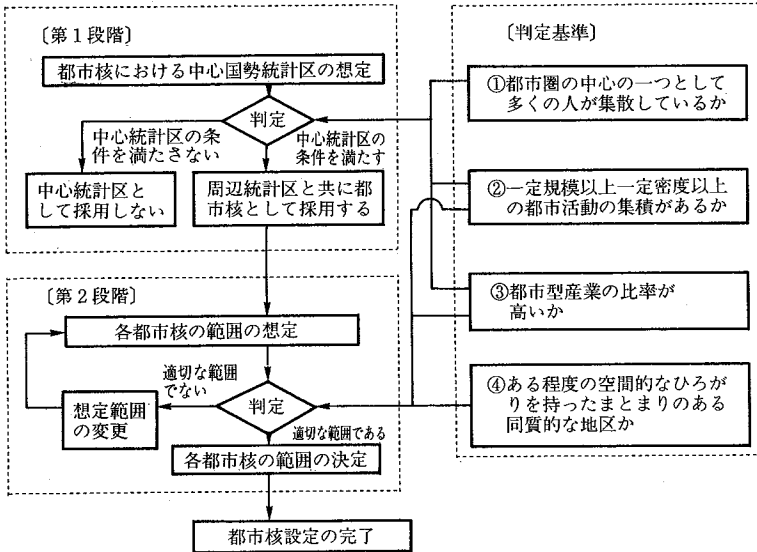 〔第1段階〕
都市核における中心国勢統計区の想定
判定
中心統計区の条
件を満たさない
中心統計区の
条件を満たす
中心統計区と
して採用しない
周辺統計区と共に都
市核として採用する
〔第2段階〕
各都市核の範囲の想定
適切な範囲
でない
判定
想定範囲
の変更
適切な範囲である
各都市核の範囲の決定
都市核設定の完了
〔判定基準〕
①都市圏の中心の一つとして
多くの人が集散しているか
②一定規模以上一定密度以上
の都市活動の集積があるか
③都市型産業の比率が
高いか
④ある程度の空間的なひろが
りを持ったまとまりのある
同質的な地区か